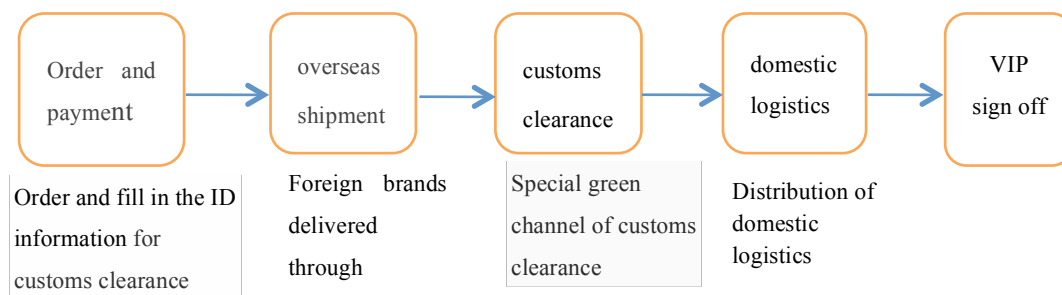 Order and
payment
overseas
shipment
customs
clearance
domestic
logistics
VIP
sign off
Order and fill in the ID
information for
customs clearance
Foreign brands
delivered
through
Special green
channel of customs
clearance
Distribution of
domestic
logistics